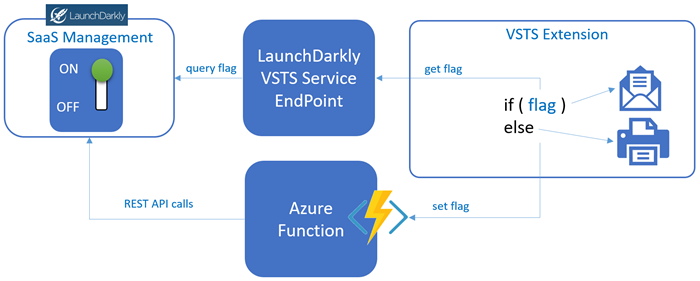 LaunchDarkly
SaaS Management
ON
OFF
query flag
LaunchDarkly
VSTS Service
EndPoint
get flag
VSTS Extension
if ( flag )
else
REST API calls
Azure
Function
set flag